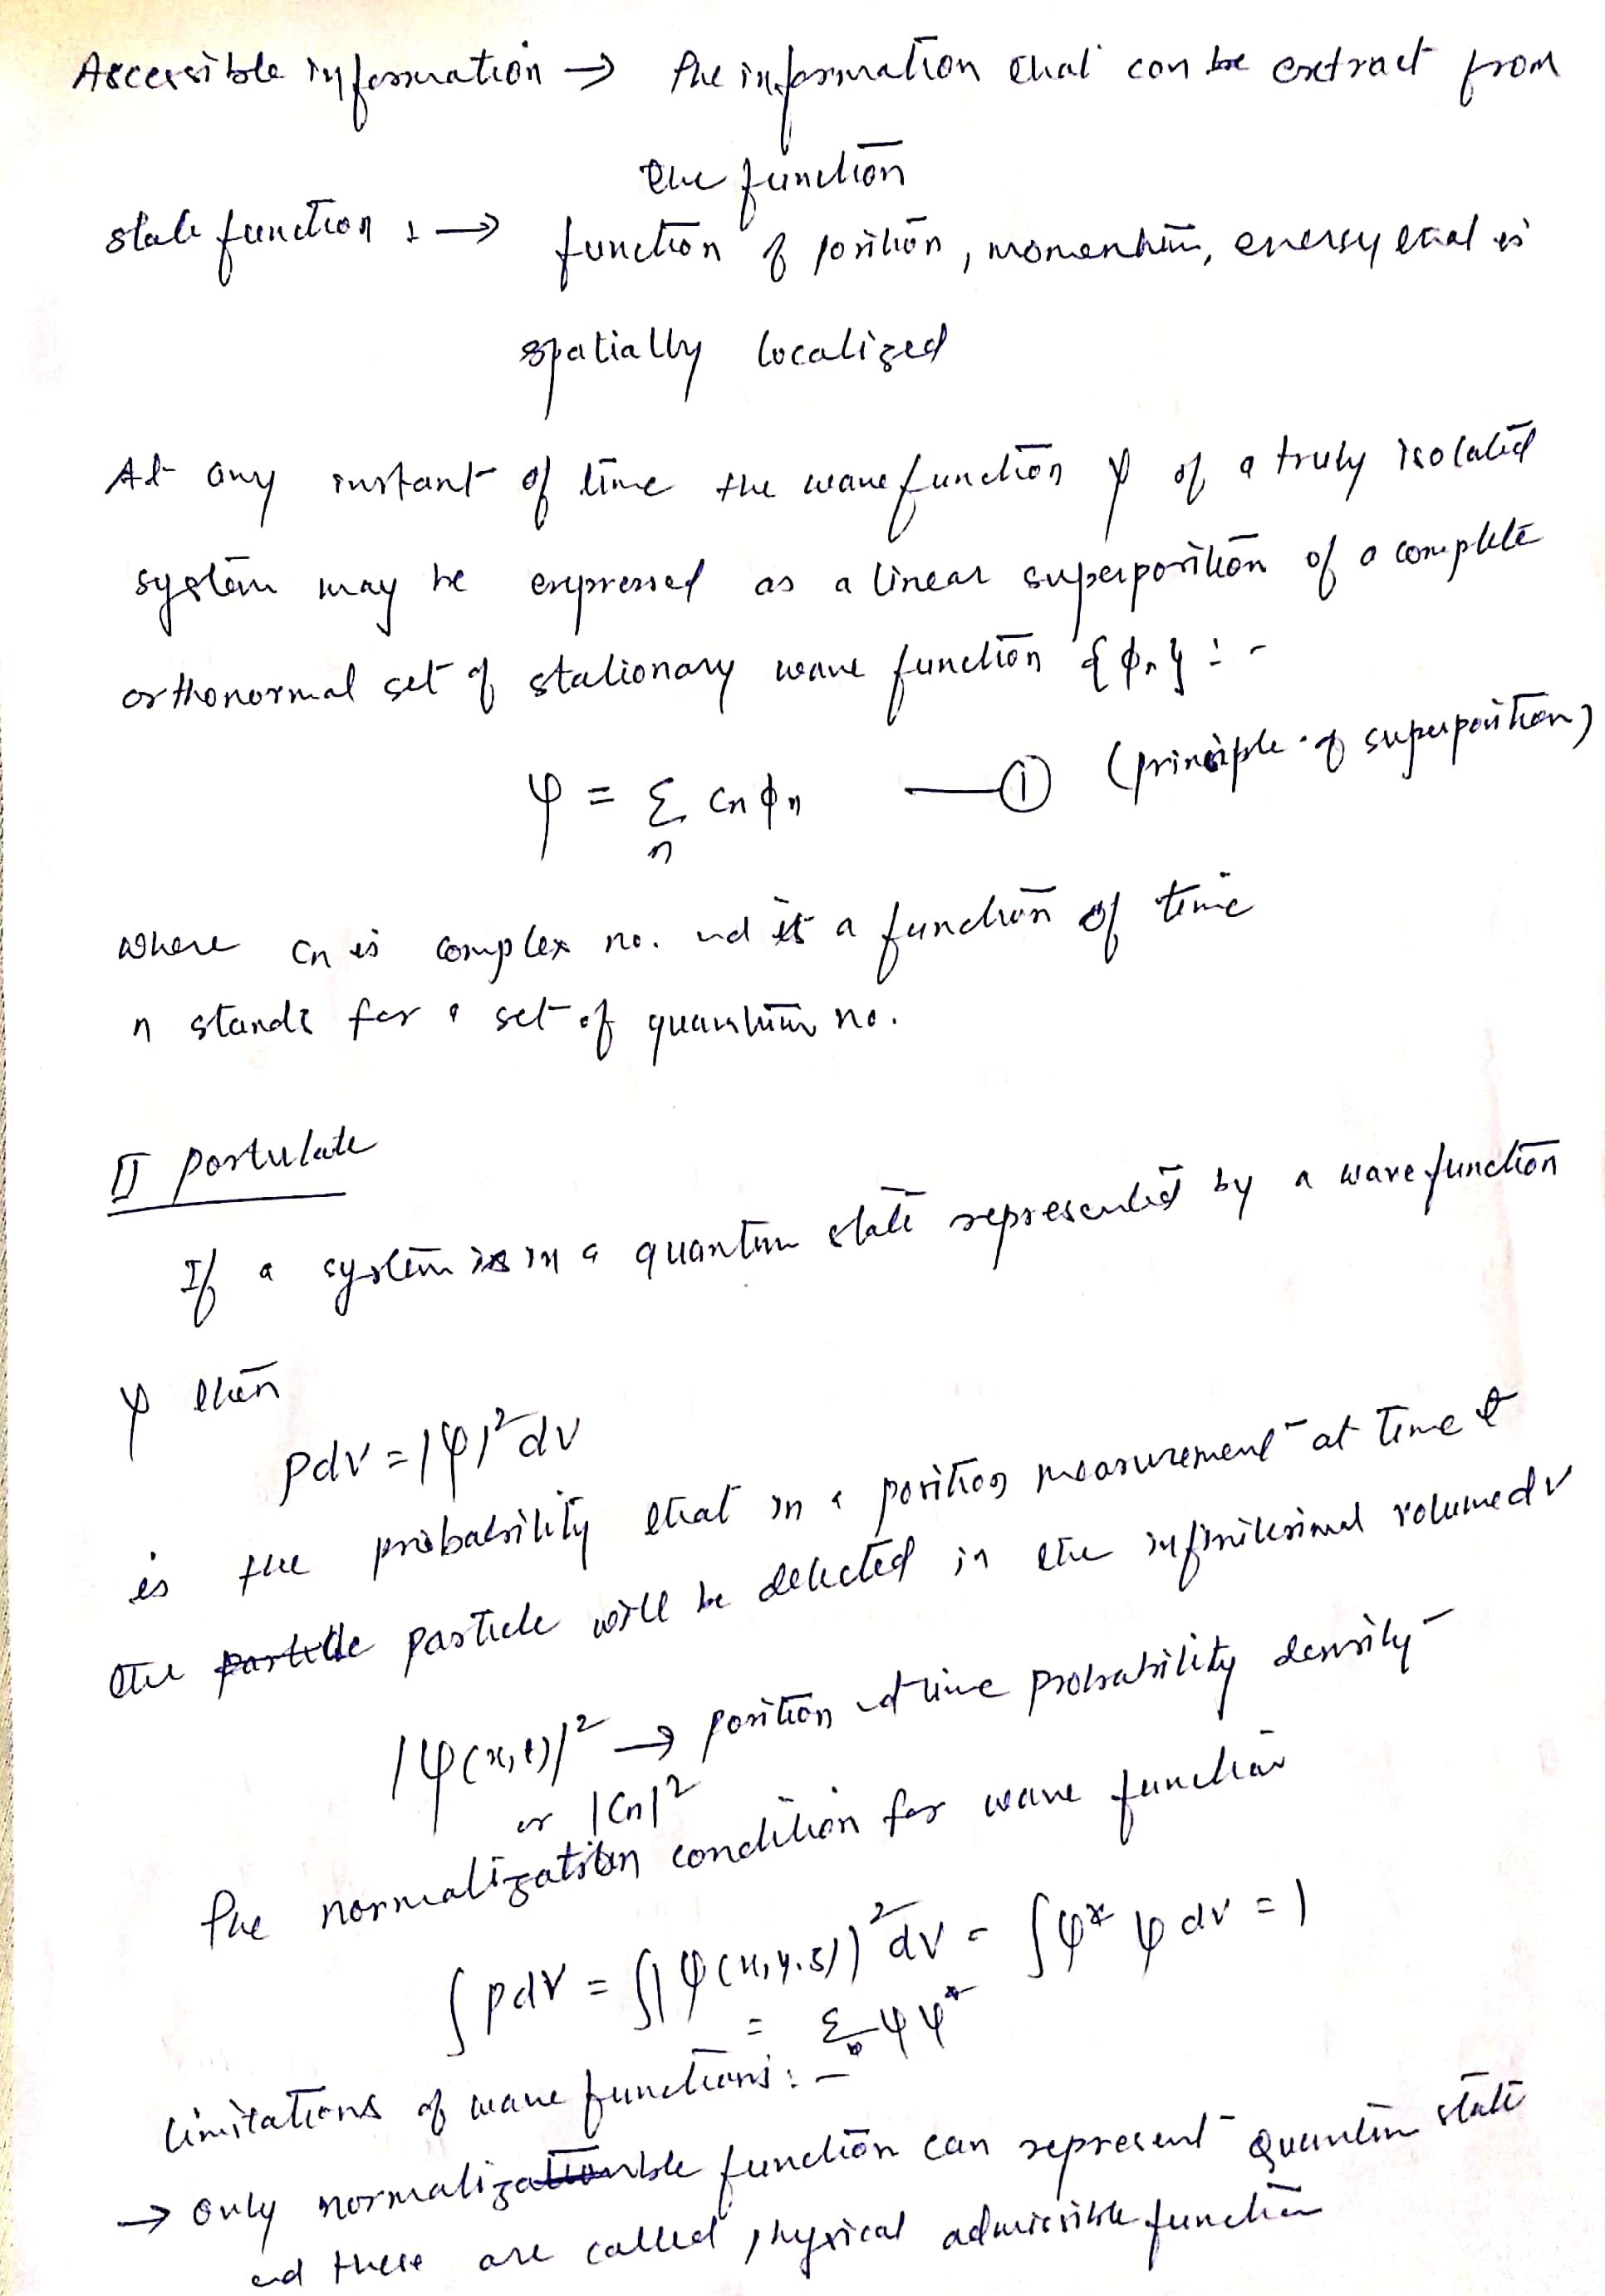 Accessible information → The information that can be extract from
the function
state function : → function of position, momentum, energy that is
spatially localized
At any instant of time the wave function ψ of a truly isolated
system may be expressed as a linear superposition of a complete
orthonormal set of stationary wave function {ϕn} : -
ψ = Σ cn ϕn —① (principle of superposition)
n
where cn is complex no. nd it a function of time
n stands for a set of quantum no.
II postulate
If a system is in a quantum state represented by a wave function
ψ then
pdv = |ψ|² dv
is the probability that in a position measurement at time t
the particle particle will be detected in the infinitesimal volume dv
|ψ(x,t)|² → position nd time probability density
or |Cn|²
The normalization condition for wave function
∫pdv = ∫|ψ(x,y,z)|² dv = ∫ψ* ψ dv = 1
= Σ ψψ*
limitations of wave functions: -
→ Only normalizable function can represent quantum state
and these are called physical admissible function